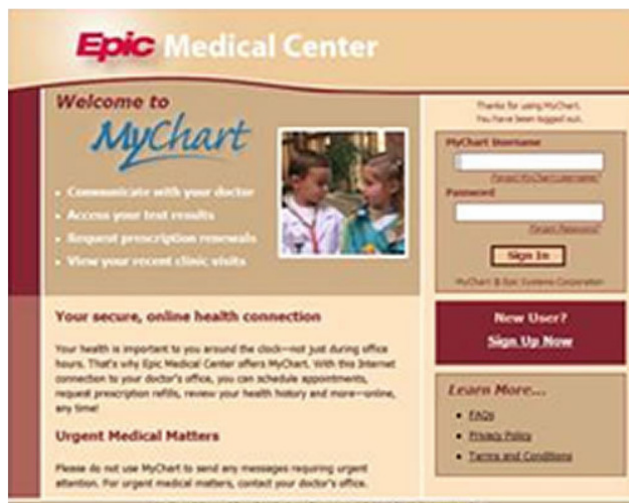 Epic Medical Center
Welcome to
MyChart
Communicate with your doctor
Access your test results
Request prescription renewals
View your recent clinic visits
Thanks for using MyChart.
You have been logged out.
MyChart Username
Forgot MyChart username?
Password
Forgot Password?
Sign In
MyChart ® Epic Systems Corporation
New User?
Sign Up Now
Learn More...
FAQs
Privacy Policy
Terms and Conditions
Your secure, online health connection
Your health is important to you around the clock—not just during office
hours. That's why Epic Medical Center offers MyChart. With this Internet
connection to your doctor's office, you can schedule appointments,
request prescription refills, review your health history and more—online,
any time!
Urgent Medical Matters
Please do not use MyChart to send any messages requiring urgent
attention. For urgent medical matters, contact your doctor's office.